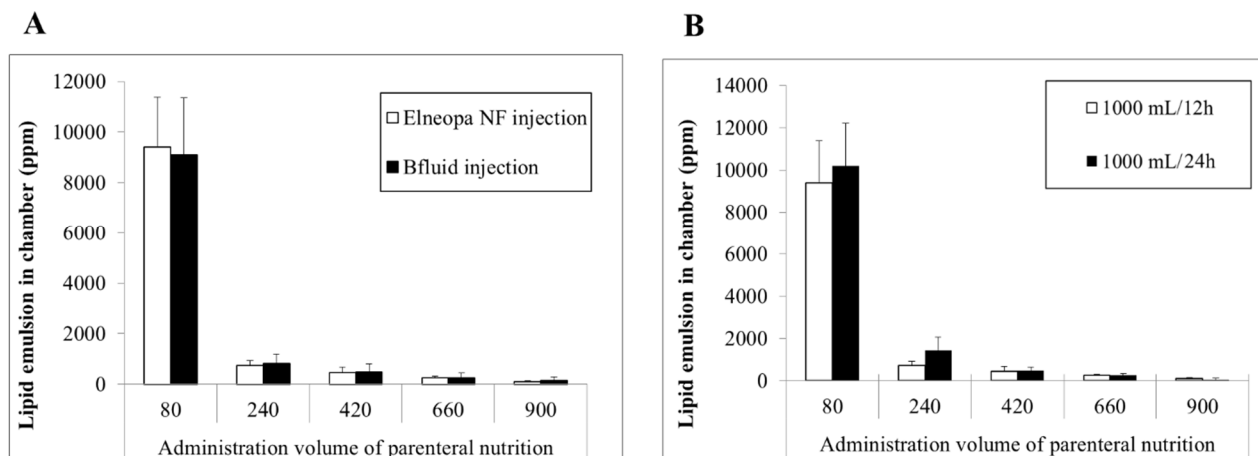 A
Lipid emulsion in chamber (ppm)
12000
10000
8000
6000
4000
2000
0
Elneopa NF injection
Bfluid injection
80 240 420 660 900
Administration volume of parenteral nutrition
B
Lipid emulsion in chamber (ppm)
14000
12000
10000
8000
6000
4000
2000
0
1000 mL/12h
1000 mL/24h
80 240 420 660 900
Administration volume of parenteral nutrition